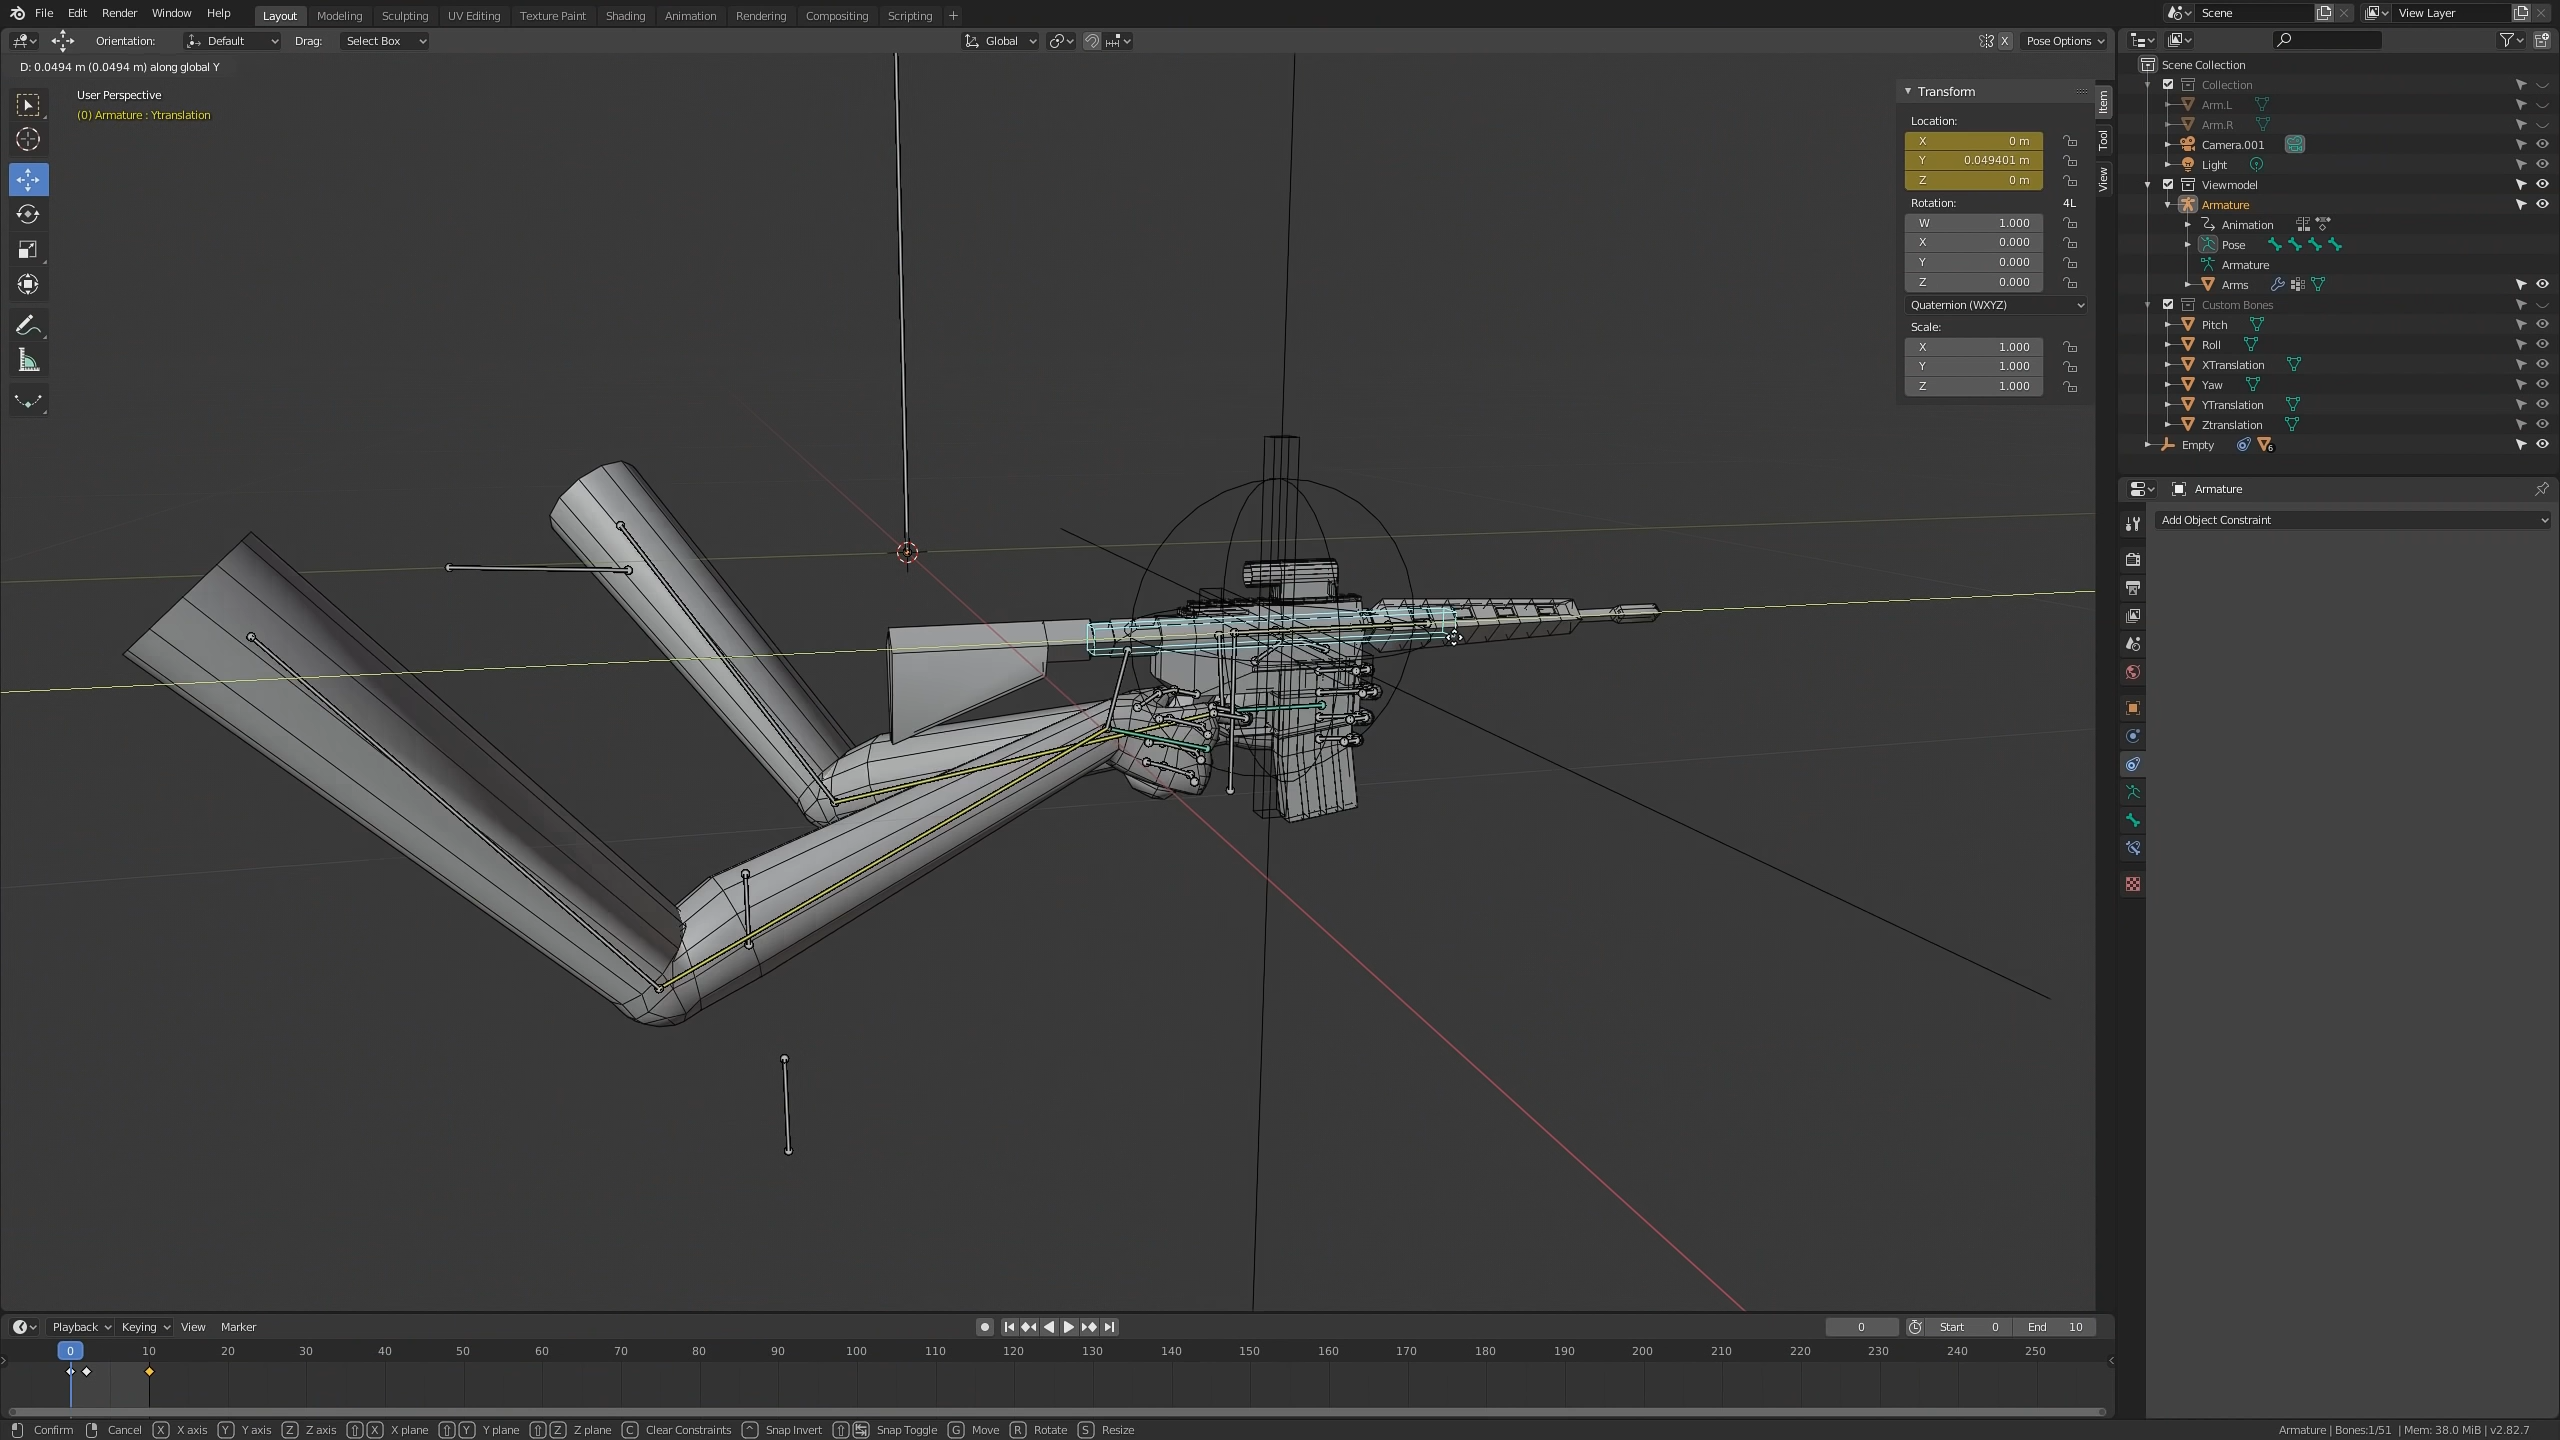 File Edit Render Window Help Layout Modeling Sculpting UV Editing Texture Paint Shading Animation Rendering Compositing Scripting + Scene View Layer
Orientation: Default Drag: Select Box Global X Pose Options
D: 0.0494 m (0.0494 m) along global Y
User Perspective
(0) Armature : Ytranslation
Transform
Location:
X 0 m
Y 0.049401 m
Z 0 m
Rotation: 4L
W 1.000
X 0.000
Y 0.000
Z 0.000
Quaternion (WXYZ)
Scale:
X 1.000
Y 1.000
Z 1.000
Item
Tool
View
Scene Collection
Collection
Arm.L
Arm.R
Camera.001
Light
Viewmodel
Armature
Animation
Pose
Armature
Arms
Custom Bones
Pitch
Roll
XTranslation
Yaw
YTranslation
Ztranslation
Empty 6
Armature
Add Object Constraint
Playback Keying View Marker 0 Start 0 End 10
0 10 20 30 40 50 60 70 80 90 100 110 120 130 140 150 160 170 180 190 200 210 220 230 240 250
Confirm Cancel X X axis Y Y axis Z Z axis X X plane Y Y plane Z Z plane C Clear Constraints ^ Snap Invert Snap Toggle G Move R Rotate S Resize Armature | Bones:1/51 | Mem: 38.0 MiB | v2.82.7